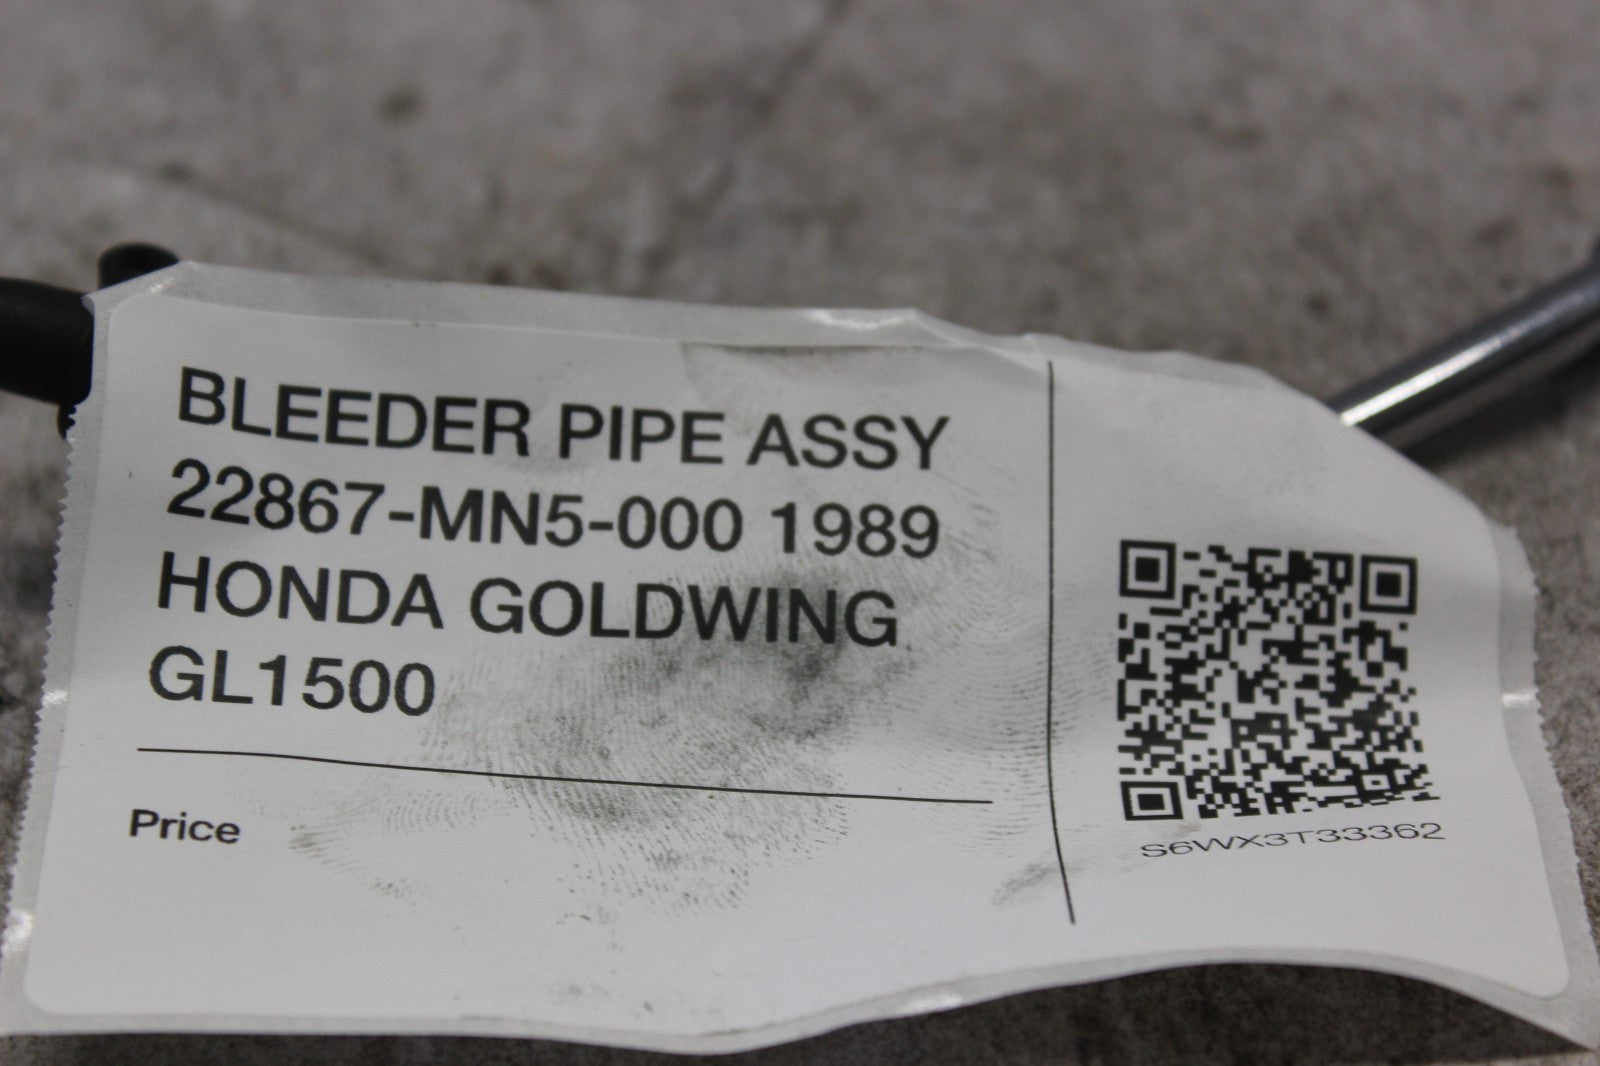 BLEEDER PIPE ASSY
22867-MN5-000 1989
HONDA GOLDWING
GL1500
Price
S6WX3T33362